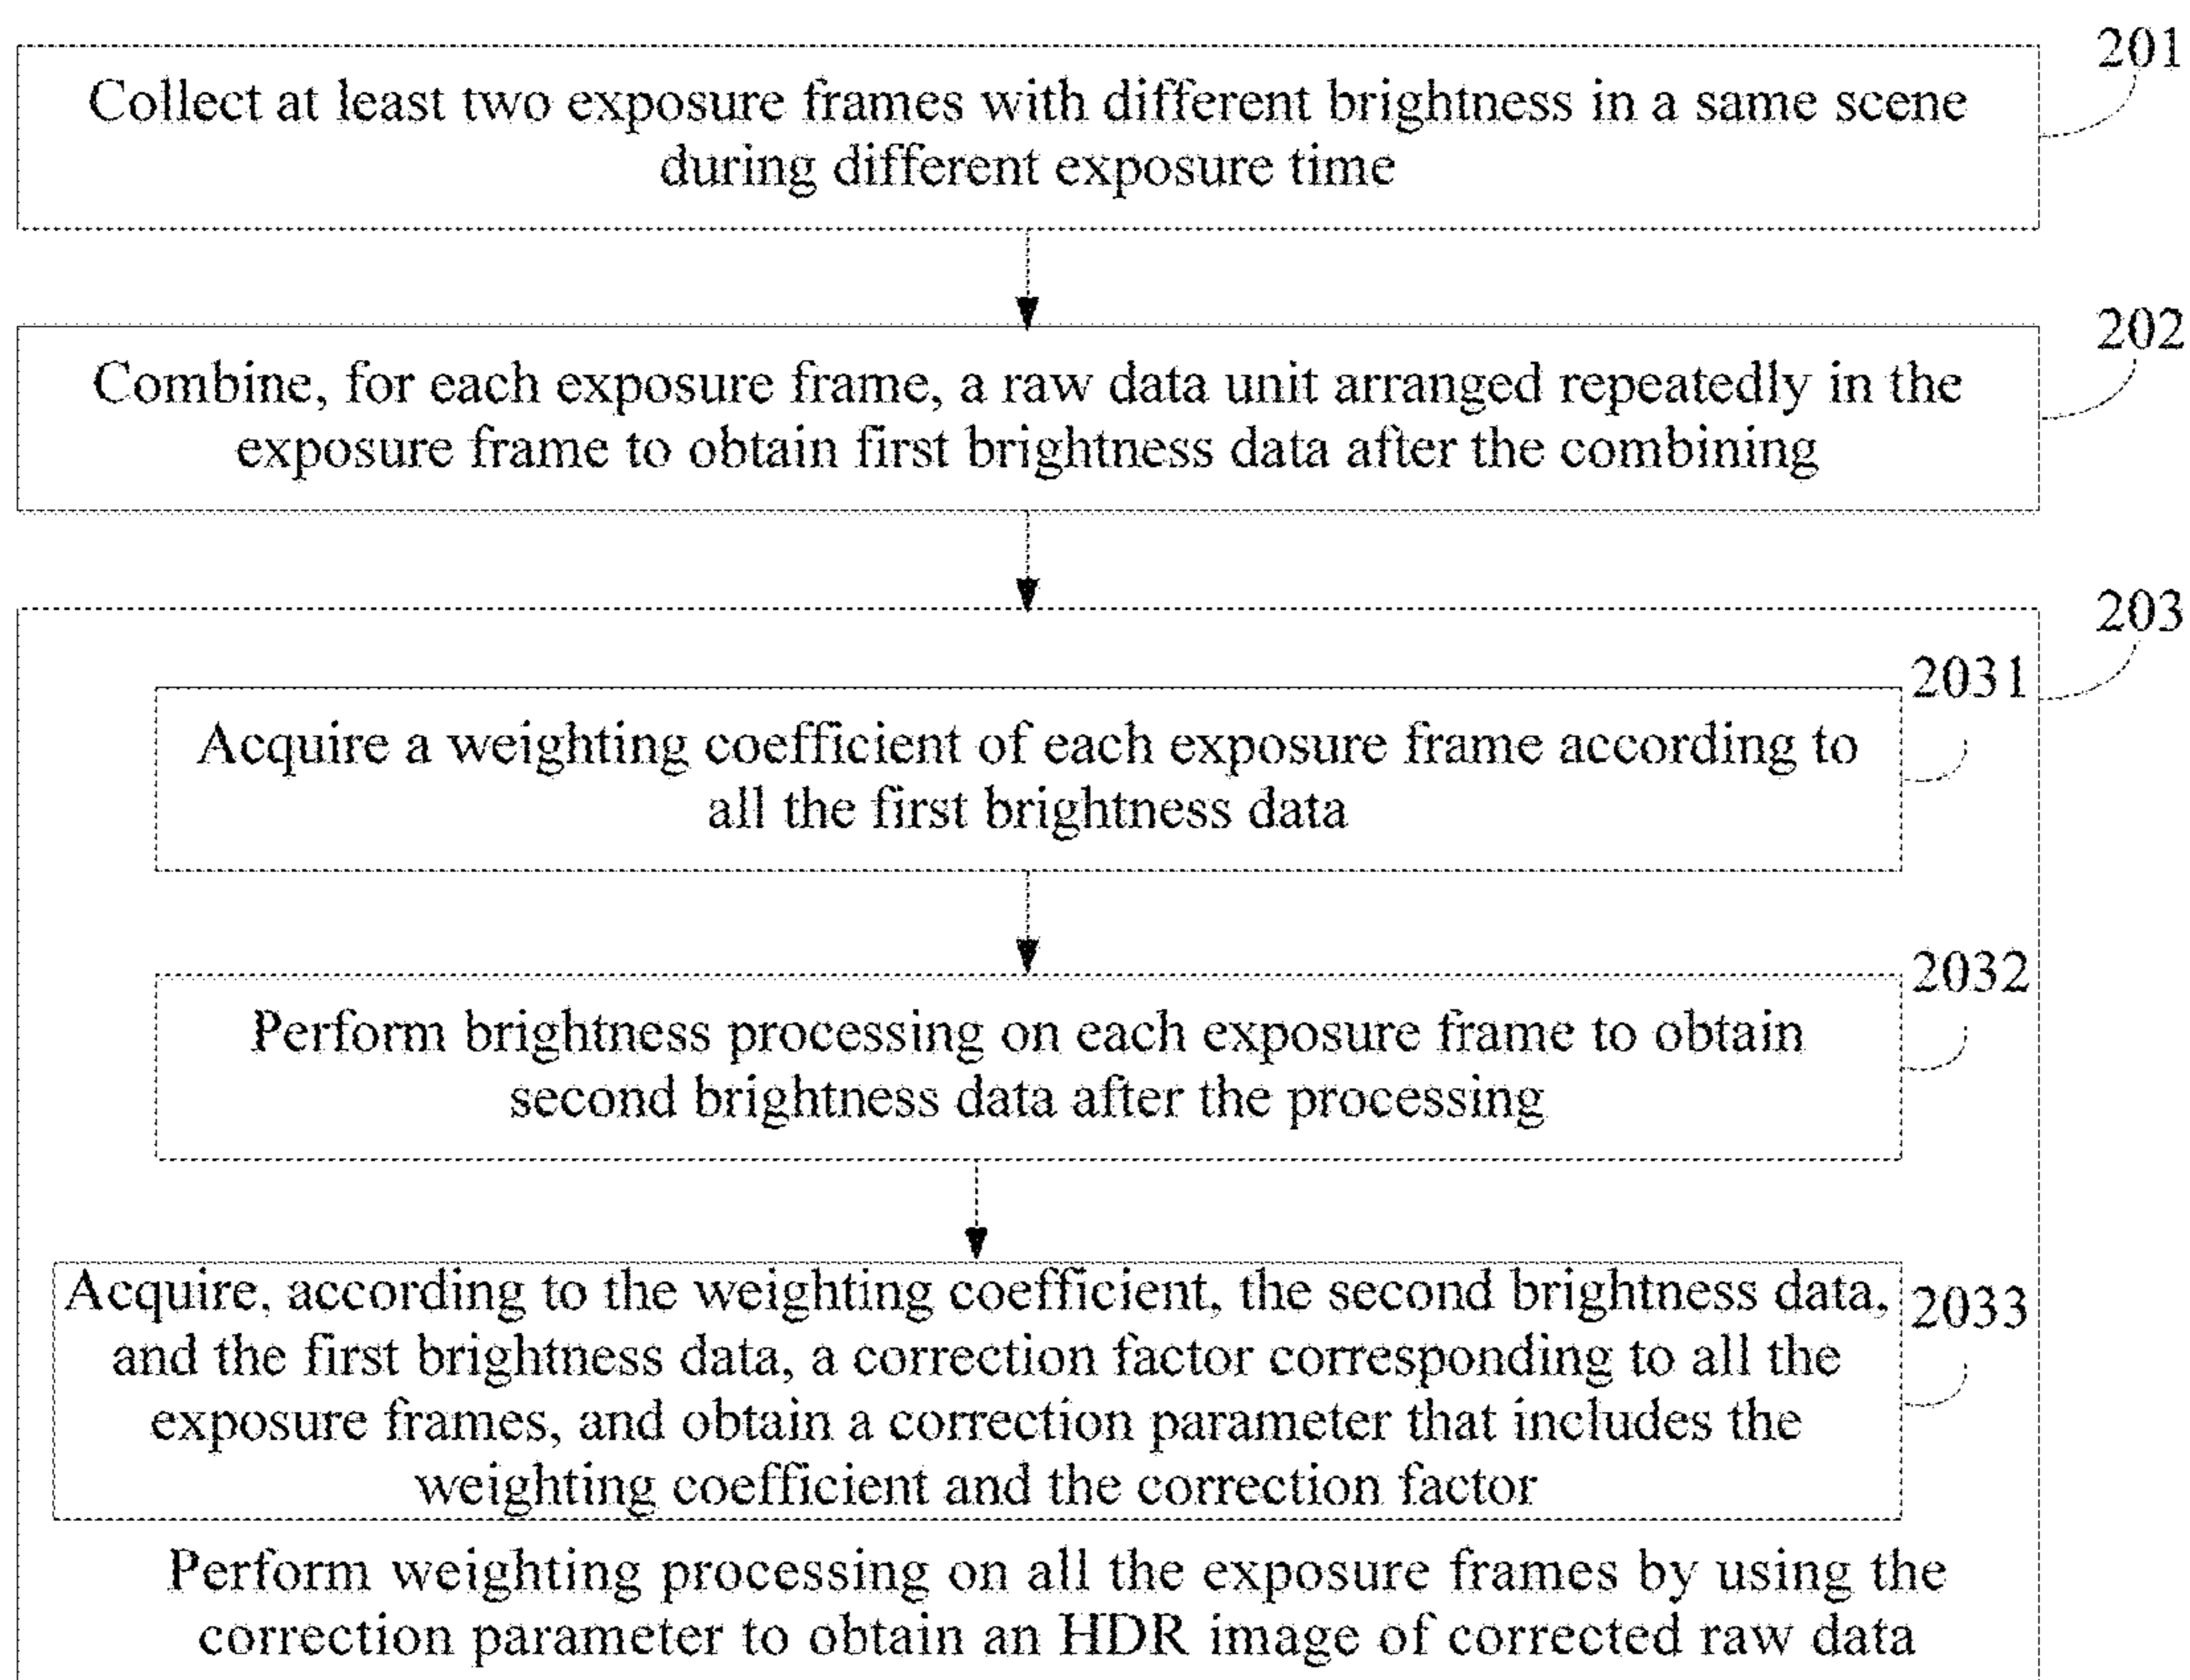 201
Collect at least two exposure frames with different brightness in a same scene
during different exposure time
202
Combine, for each exposure frame, a raw data unit arranged repeatedly in the
exposure frame to obtain first brightness data after the combining
203
2031
Acquire a weighting coefficient of each exposure frame according to
all the first brightness data
2032
Perform brightness processing on each exposure frame to obtain
second brightness data after the processing
Acquire, according to the weighting coefficient, the second brightness data,
2033
and the first brightness data, a correction factor corresponding to all the
exposure frames, and obtain a correction parameter that includes the
weighting coefficient and the correction factor
Perform weighting processing on all the exposure frames by using the
correction parameter to obtain an HDR image of corrected raw data